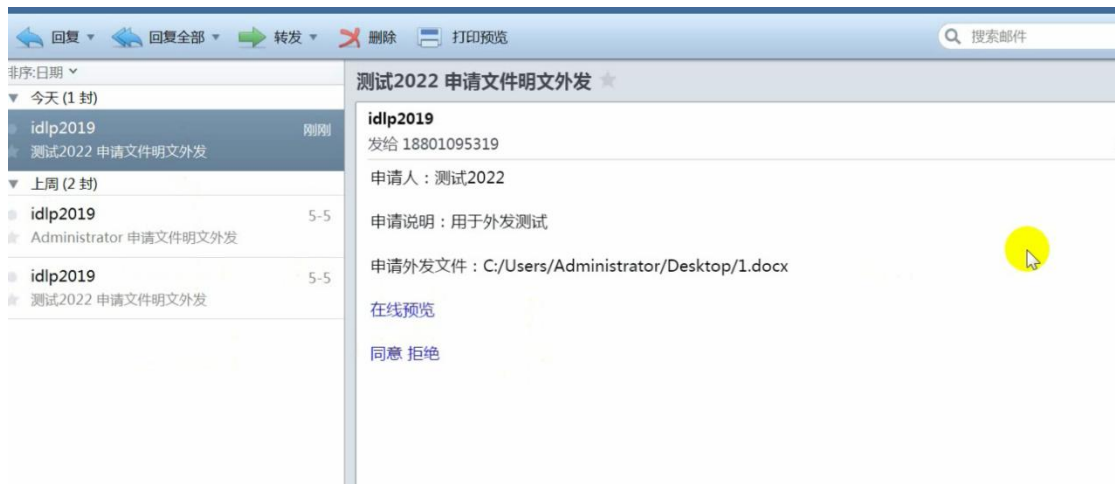 回复 回复全部 转发 删除 打印预览 搜索邮件
排序:日期
今天 (1 封)
idlp2019 刚刚
测试2022 申请文件明文外发
上周 (2 封)
idlp2019 5-5
Administrator 申请文件明文外发
idlp2019 5-5
测试2022 申请文件明文外发
测试2022 申请文件明文外发
idlp2019
发给 18801095319
申请人：测试2022
申请说明：用于外发测试
申请外发文件：C:/Users/Administrator/Desktop/1.docx
在线预览
同意 拒绝